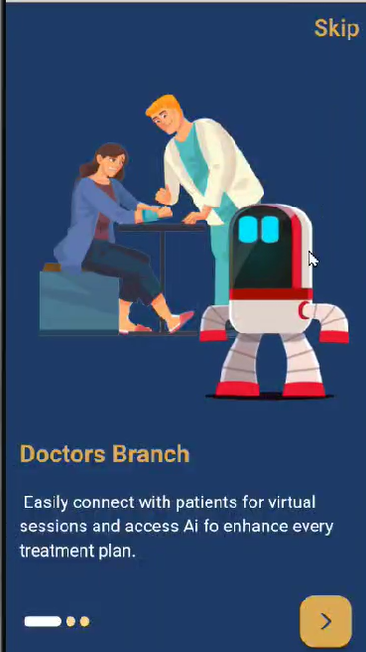 Skip
Doctors Branch
Easily connect with patients for virtual
sessions and access Ai fo enhance every
treatment plan.